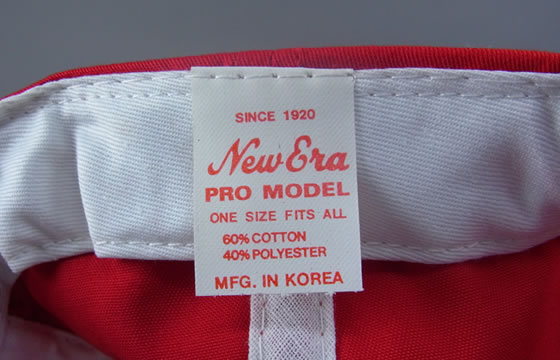 SINCE 1920
New Era
PRO MODEL
ONE SIZE FITS ALL
60% COTTON
40% POLYESTER
MFG. IN KOREA